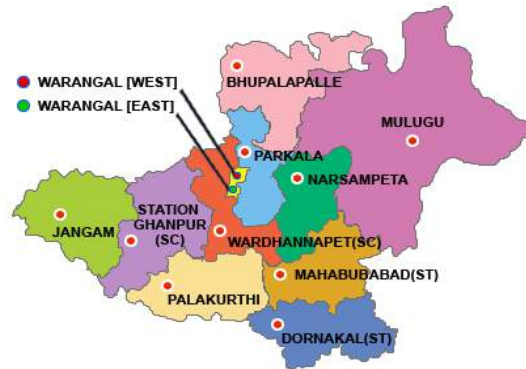 WARANGAL [WEST]
WARANGAL [EAST]
BHUPALAPALLE
MULUGU
PARKALA
NARSAMPETA
JANGAM
STATION
GHANPUR
(SC)
WARDHANNAPET(SC)
MAHABUBABAD(ST)
PALAKURTHI
DORNAKAL(ST)